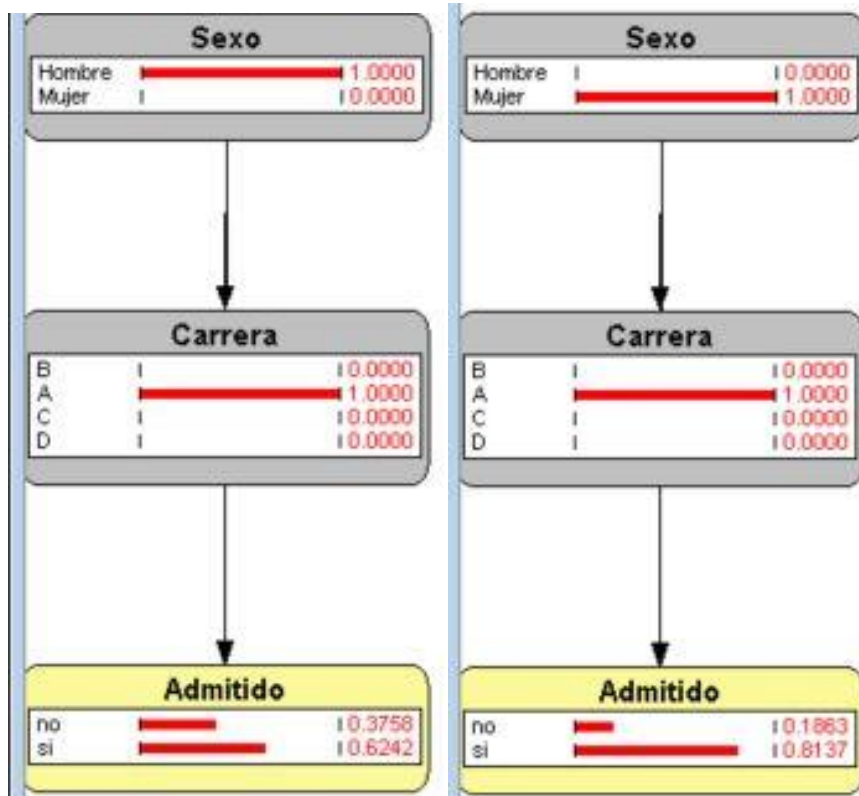 Sexo
Hombre 1.0000
Mujer 0.0000
Carrera
B 0.0000
A 1.0000
C 0.0000
D 0.0000
Admitido
no 0.3758
si 0.6242
Sexo
Hombre 0.0000
Mujer 1.0000
Carrera
B 0.0000
A 1.0000
C 0.0000
D 0.0000
Admitido
no 0.1863
si 0.8137